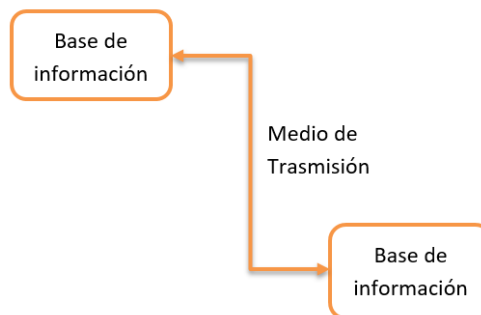 Base de
información
Medio de
Trasmisión
Base de
información